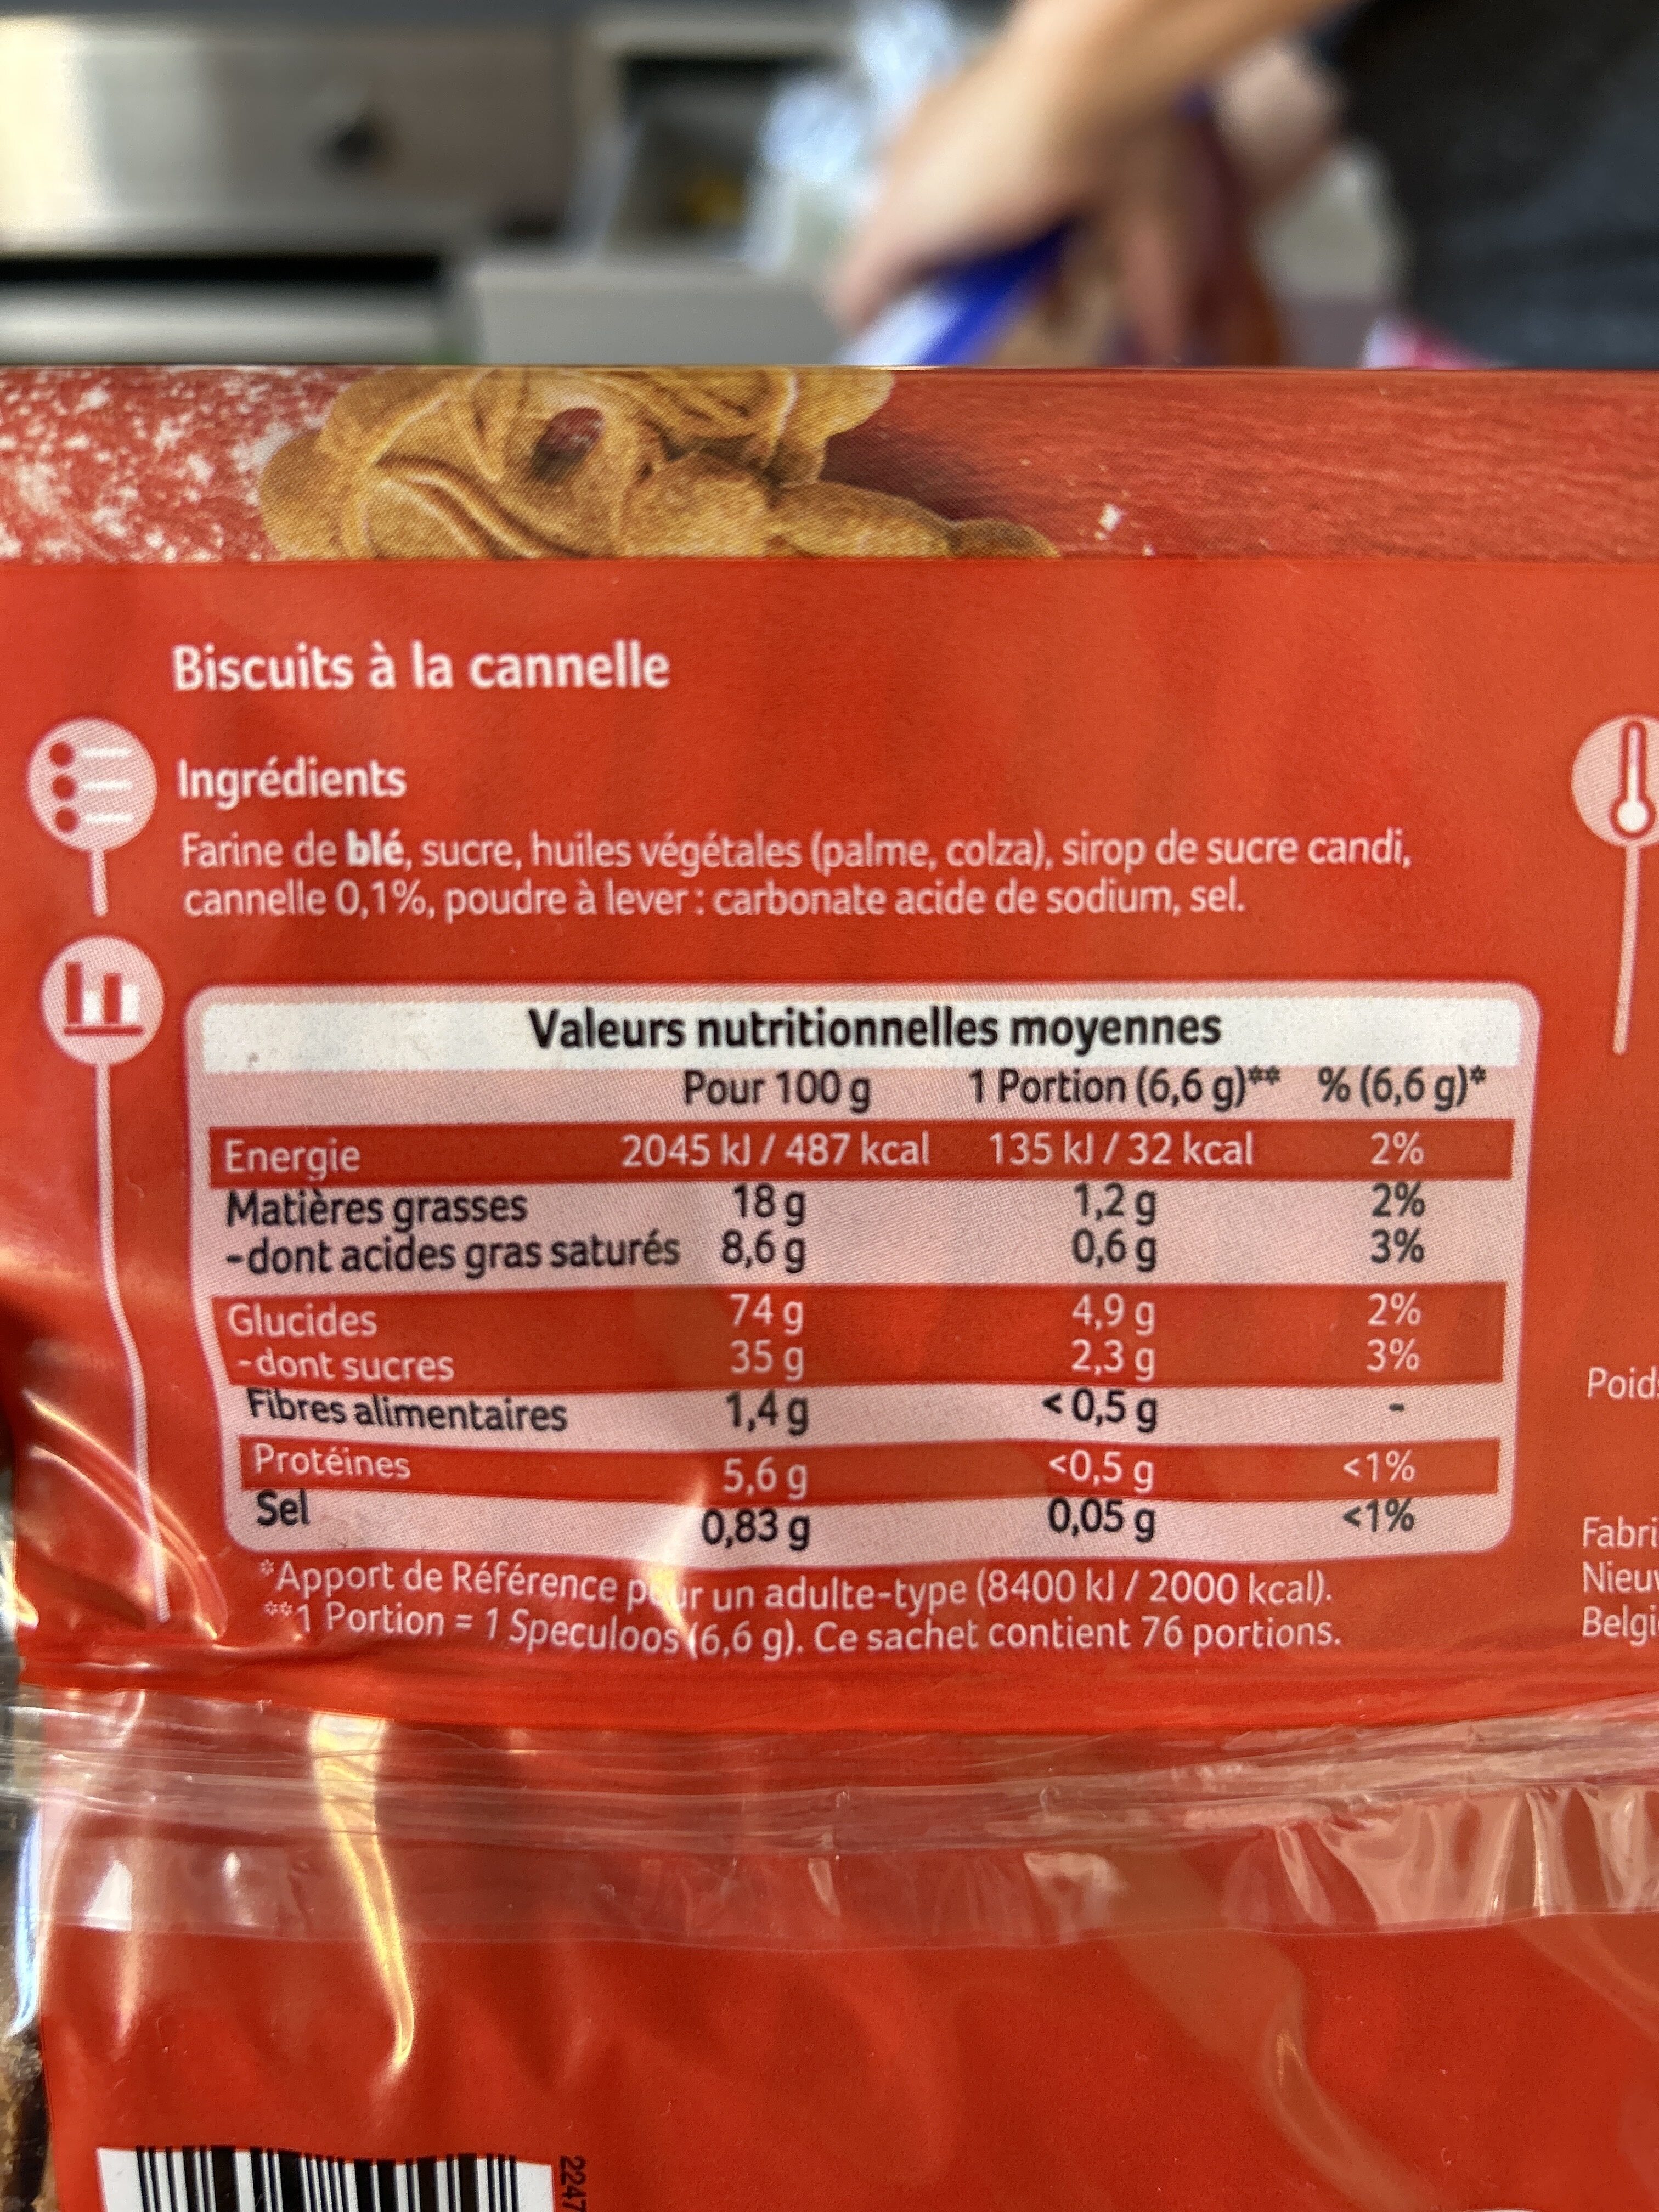 Biscuits à la cannelle
Ingrédients
Farine de blé, sucre, huiles végétales (palme, colza), sirop de sucre candi,
cannelle 0,1%, poudre à lever : carbonate acide de sodium, sel.
Valeurs nutritionnelles moyennes
Pour 100 g 1 Portion (6,6 g)** % (6,6 g)*
Energie 2045 kJ / 487 kcal 135 kJ / 32 kcal 2%
Matières grasses 18 g 1,2 g 2%
-dont acides gras saturés 8,6 g 0,6 g 3%
Glucides 74 g 4,9 g 2%
-dont sucres 35 g 2,3 g 3%
Fibres alimentaires 1,4 g <0,5 g -
Protéines 5,6 g <0,5 g <1%
Sel 0,83 g 0,05 g <1%
*Apport de Référence pour un adulte-type (8400 kJ / 2000 kcal).
**1 Portion = 1 Speculoos (6,6 g). Ce sachet contient 76 portions.
Poids
Fabri
Nieuw
Belgi
2247